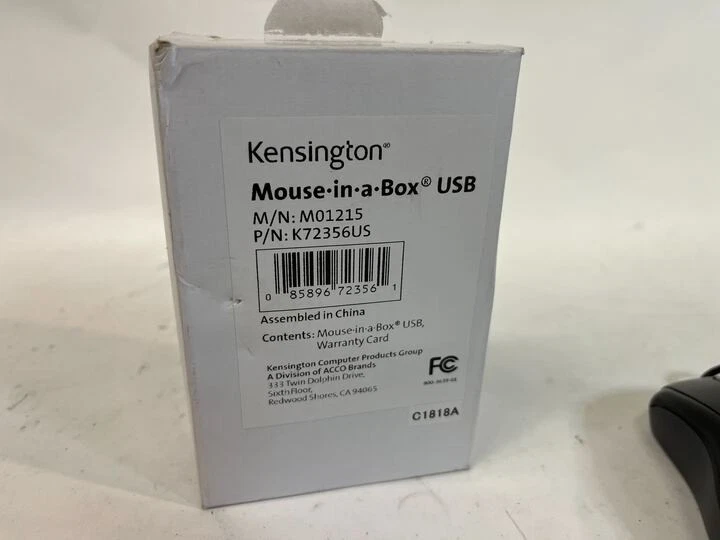 Kensington®
Mouse•in•a•Box® USB
M/N: M01215
P/N: K72356US
0 85896 72356 1
Assembled in China
Contents: Mouse-in-a-Box® USB,
Warranty Card
Kensington Computer Products Group
A Division of ACCO Brands
333 Twin Dolphin Drive,
Sixth Floor,
Redwood Shores, CA 94065
FC
C1818A